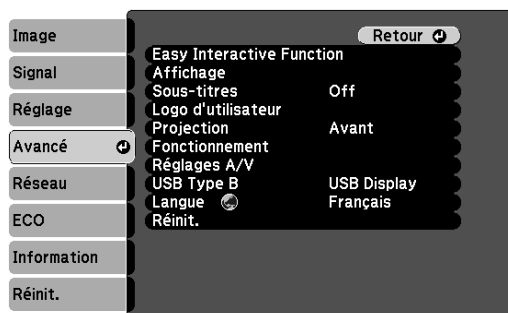 Image
Signal
Réglage
Avancé
Réseau
ECO
Information
Réinit.
Retour
Easy Interactive Function
Affichage
Sous-titres Off
Logo d'utilisateur
Projection Avant
Fonctionnement
Réglages A/V
USB Type B USB Display
Langue Français
Réinit.